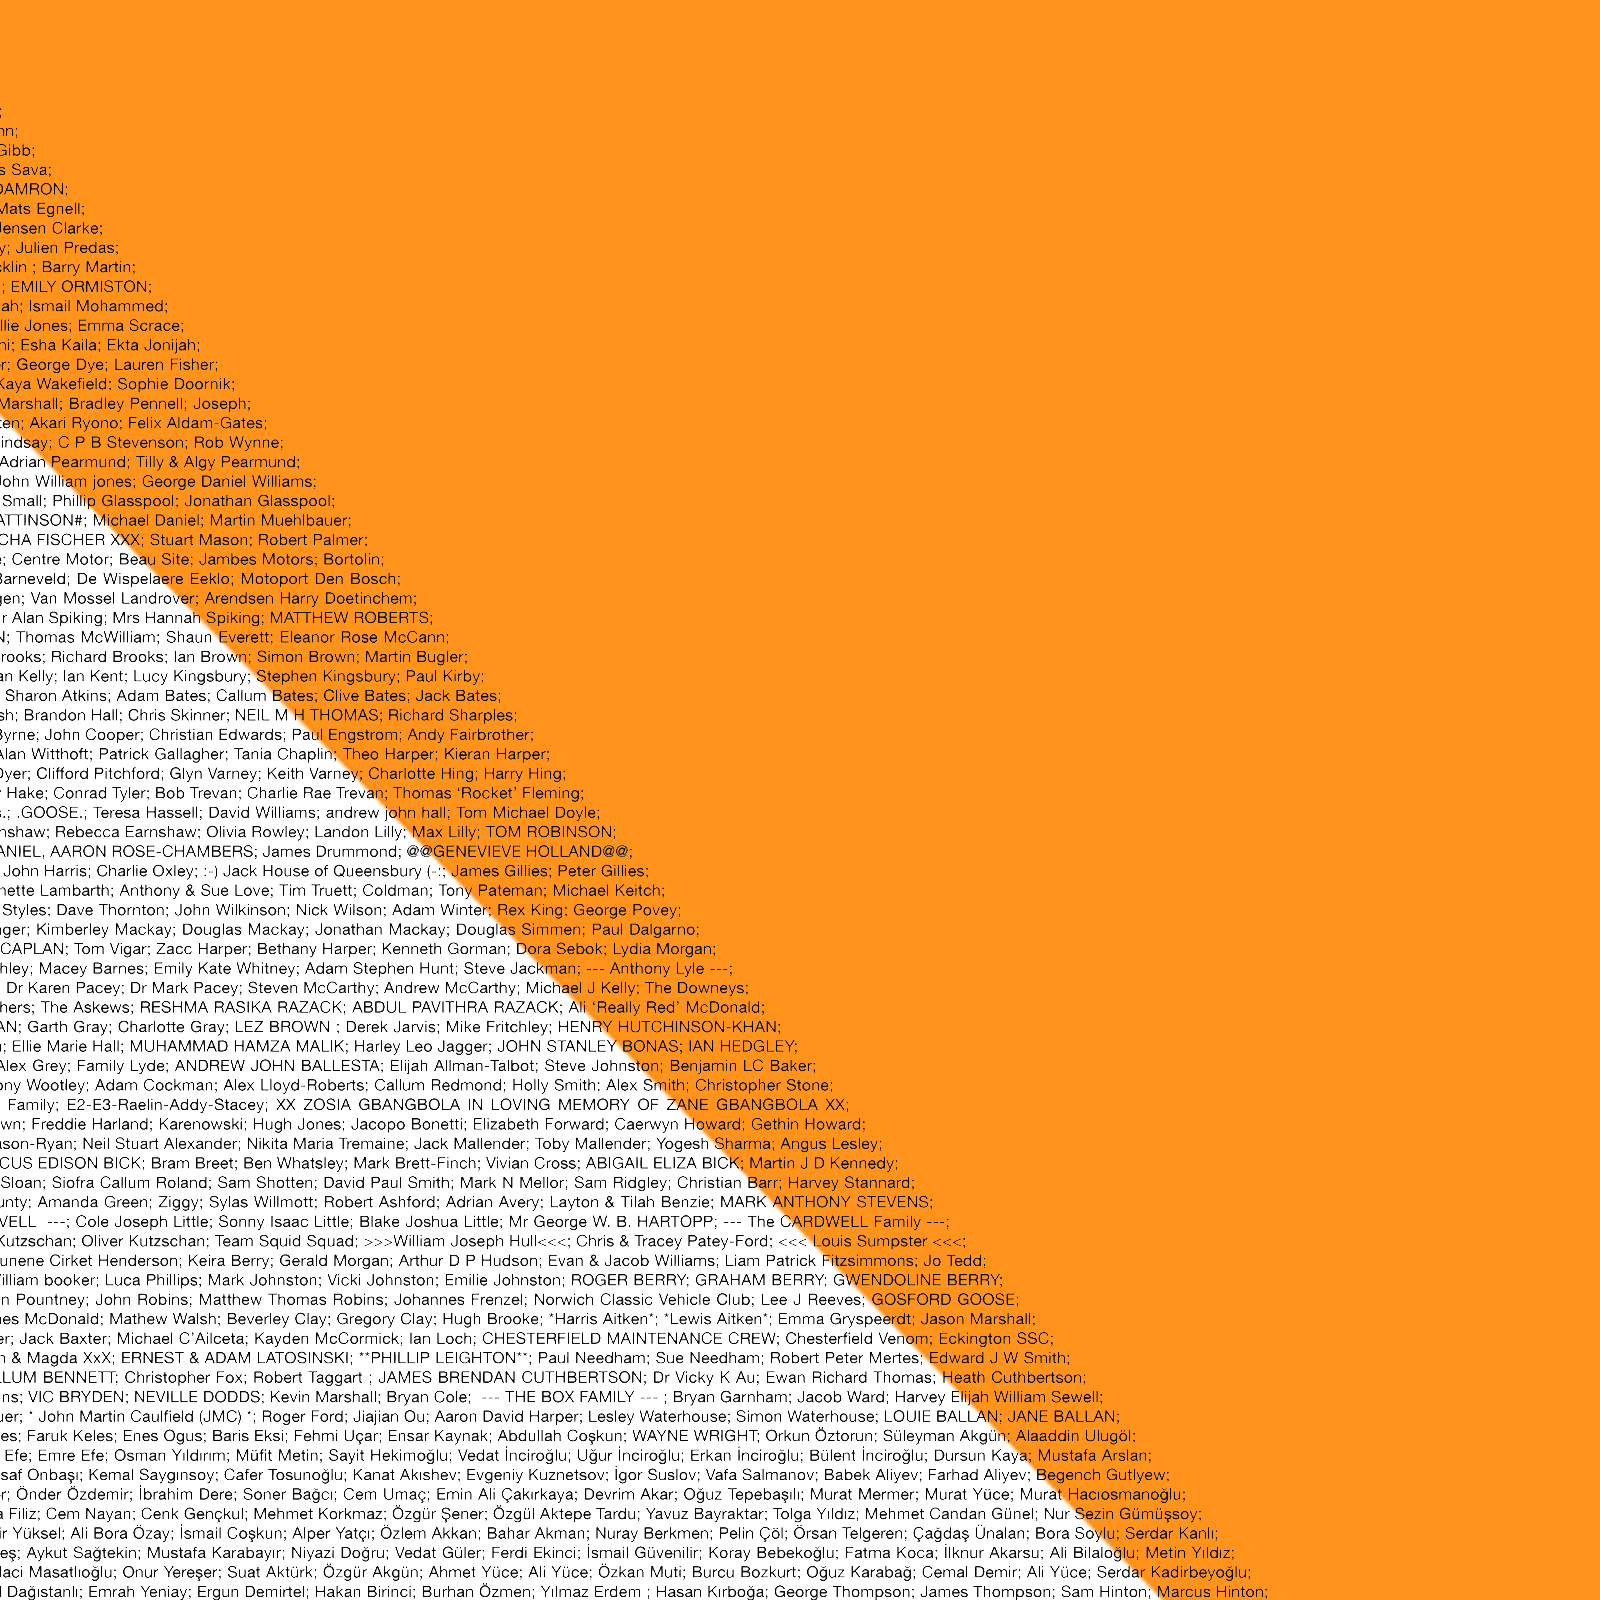 ;
nn;
Gibb;
s Sava;
DAMRON;
Mats Egnell;
Jensen Clarke;
y; Julien Predas;
cklin ; Barry Martin;
; EMILY ORMISTON;
ah; Ismail Mohammed;
llie Jones; Emma Scrace;
ni; Esha Kaila; Ekta Jonijah;
r; George Dye; Lauren Fisher;
Kaya Wakefield; Sophie Doornik;
Marshall; Bradley Pennell; Joseph;
ten; Akari Ryono; Felix Aldam-Gates;
indsay; C P B Stevenson; Rob Wynne;
Adrian Pearmund; Tilly & Algy Pearmund;
John William jones; George Daniel Williams;
Small; Phillip Glasspool; Jonathan Glasspool;
ATTINSON#; Michael Daniel; Martin Muehlbauer;
CHA FISCHER XXX; Stuart Mason; Robert Palmer;
e; Centre Motor; Beau Site; Jambes Motors; Bortolin;
Barneveld; De Wispelaere Eeklo; Motoport Den Bosch;
gen; Van Mossel Landrover; Arendsen Harry Doetinchem;
r Alan Spiking; Mrs Hannah Spiking; MATTHEW ROBERTS;
N; Thomas McWilliam; Shaun Everett; Eleanor Rose McCann;
rooks; Richard Brooks; Ian Brown; Simon Brown; Martin Bugler;
an Kelly; Ian Kent; Lucy Kingsbury; Stephen Kingsbury; Paul Kirby;
Sharon Atkins; Adam Bates; Callum Bates; Clive Bates; Jack Bates;
sh; Brandon Hall; Chris Skinner; NEIL M H THOMAS; Richard Sharples;
Byrne; John Cooper; Christian Edwards; Paul Engstrom; Andy Fairbrother;
Alan Witthoft; Patrick Gallagher; Tania Chaplin; Theo Harper; Kieran Harper;
Dyer; Clifford Pitchford; Glyn Varney; Keith Varney; Charlotte Hing; Harry Hing;
Hake; Conrad Tyler; Bob Trevan; Charlie Rae Trevan; Thomas ‘Rocket’ Fleming;
s.; .GOOSE.; Teresa Hassell; David Williams; andrew john hall; Tom Michael Doyle;
nshaw; Rebecca Earnshaw; Olivia Rowley; Landon Lilly; Max Lilly; TOM ROBINSON;
ANIEL, AARON ROSE-CHAMBERS; James Drummond; @@GENEVIEVE HOLLAND@@;
John Harris; Charlie Oxley; :-) Jack House of Queensbury (-:; James Gillies; Peter Gillies;
nette Lambarth; Anthony & Sue Love; Tim Truett; Coldman; Tony Pateman; Michael Keitch;
Styles; Dave Thornton; John Wilkinson; Nick Wilson; Adam Winter; Rex King; George Povey;
ger; Kimberley Mackay; Douglas Mackay; Jonathan Mackay; Douglas Simmen; Paul Dalgarno;
CAPLAN; Tom Vigar; Zacc Harper; Bethany Harper; Kenneth Gorman; Dora Sebok; Lydia Morgan;
hley; Macey Barnes; Emily Kate Whitney; Adam Stephen Hunt; Steve Jackman; --- Anthony Lyle ---;
Dr Karen Pacey; Dr Mark Pacey; Steven McCarthy; Andrew McCarthy; Michael J Kelly; The Downeys;
hers; The Askews; RESHMA RASIKA RAZACK; ABDUL PAVITHRA RAZACK; Ali ‘Really Red’ McDonald;
AN; Garth Gray; Charlotte Gray; LEZ BROWN ; Derek Jarvis; Mike Fritchley; HENRY HUTCHINSON-KHAN;
n; Ellie Marie Hall; MUHAMMAD HAMZA MALIK; Harley Leo Jagger; JOHN STANLEY BONAS; IAN HEDGLEY;
Alex Grey; Family Lyde; ANDREW JOHN BALLESTA; Elijah Allman-Talbot; Steve Johnston; Benjamin LC Baker;
ony Wootley; Adam Cockman; Alex Lloyd-Roberts; Callum Redmond; Holly Smith; Alex Smith; Christopher Stone;
Family; E2-E3-Raelin-Addy-Stacey; XX ZOSIA GBANGBOLA IN LOVING MEMORY OF ZANE GBANGBOLA XX;
wn; Freddie Harland; Karenowski; Hugh Jones; Jacopo Bonetti; Elizabeth Forward; Caerwyn Howard; Gethin Howard;
ason-Ryan; Neil Stuart Alexander; Nikita Maria Tremaine; Jack Mallender; Toby Mallender; Yogesh Sharma; Angus Lesley;
CUS EDISON BICK; Bram Breet; Ben Whatsley; Mark Brett-Finch; Vivian Cross; ABIGAIL ELIZA BICK; Martin J D Kennedy;
Sloan; Siofra Callum Roland; Sam Shotten; David Paul Smith; Mark N Mellor; Sam Ridgley; Christian Barr; Harvey Stannard;
unty; Amanda Green; Ziggy; Sylas Willmott; Robert Ashford; Adrian Avery; Layton & Tilah Benzie; MARK ANTHONY STEVENS;
VELL ---; Cole Joseph Little; Sonny Isaac Little; Blake Joshua Little; Mr George W. B. HARTOPP; --- The CARDWELL Family ---;
Kutzschan; Oliver Kutzschan; Team Squid Squad; >>>William Joseph Hull<<<; Chris & Tracey Patey-Ford; <<< Louis Sumpster <<<;
unene Cirket Henderson; Keira Berry; Gerald Morgan; Arthur D P Hudson; Evan & Jacob Williams; Liam Patrick Fitzsimmons; Jo Tedd;
illiam booker; Luca Phillips; Mark Johnston; Vicki Johnston; Emilie Johnston; ROGER BERRY; GRAHAM BERRY; GWENDOLINE BERRY;
n Pountney; John Robins; Matthew Thomas Robins; Johannes Frenzel; Norwich Classic Vehicle Club; Lee J Reeves; GOSFORD GOOSE;
nes McDonald; Mathew Walsh; Beverley Clay; Gregory Clay; Hugh Brooke; *Harris Aitken*; *Lewis Aitken*; Emma Gryspeerdt; Jason Marshall;
er; Jack Baxter; Michael C’Ailceta; Kayden McCormick; Ian Loch; CHESTERFIELD MAINTENANCE CREW; Chesterfield Venom; Eckington SSC;
n & Magda XxX; ERNEST & ADAM LATOSINSKI; **PHILLIP LEIGHTON**; Paul Needham; Sue Needham; Robert Peter Mertes; Edward J W Smith;
LLUM BENNETT; Christopher Fox; Robert Taggart ; JAMES BRENDAN CUTHBERTSON; Dr Vicky K Au; Ewan Richard Thomas; Heath Cuthbertson;
ns; VIC BRYDEN; NEVILLE DODDS; Kevin Marshall; Bryan Cole; --- THE BOX FAMILY --- ; Bryan Garnham; Jacob Ward; Harvey Elijah William Sewell;
uer; * John Martin Caulfield (JMC) *; Roger Ford; Jiajian Ou; Aaron David Harper; Lesley Waterhouse; Simon Waterhouse; LOUIE BALLAN; JANE BALLAN;
es; Faruk Keles; Enes Ogus; Baris Eksi; Fehmi Uçar; Ensar Kaynak; Abdullah Coşkun; WAYNE WRIGHT; Orkun Öztorun; Süleyman Akgün; Alaaddin Ulugöl;
Efe; Emre Efe; Osman Yıldırım; Müfit Metin; Sayit Hekimoğlu; Vedat İnciroğlu; Uğur İnciroğlu; Erkan İnciroğlu; Bülent İnciroğlu; Dursun Kaya; Mustafa Arslan;
saf Onbaşı; Kemal Saygınsoy; Cafer Tosunoğlu; Kanat Akıshev; Evgeniy Kuznetsov; İgor Suslov; Vafa Salmanov; Babek Aliyev; Farhad Aliyev; Begench Gutlyew;
r; Önder Özdemir; İbrahim Dere; Soner Bağcı; Cem Umaç; Emin Ali Çakırkaya; Devrim Akar; Oğuz Tepebaşılı; Murat Mermer; Murat Yüce; Murat Hacıosmanoğlu;
a Filiz; Cem Nayan; Cenk Gençkul; Mehmet Korkmaz; Özgür Şener; Özgül Aktepe Tardu; Yavuz Bayraktar; Tolga Yıldız; Mehmet Candan Günel; Nur Sezin Gümüşsoy;
ir Yüksel; Ali Bora Özay; İsmail Coşkun; Alper Yatçı; Özlem Akkan; Bahar Akman; Nuray Berkmen; Pelin Çöl; Örsan Telgeren; Çağdaş Ünalan; Bora Soylu; Serdar Kanlı;
eş; Aykut Sağtekin; Mustafa Karabayır; Niyazi Doğru; Vedat Güler; Ferdi Ekinci; İsmail Güvenilir; Koray Bebekoğlu; Fatma Koca; İlknur Akarsu; Ali Bilaloğlu; Metin Yıldız;
laci Masatlıoğlu; Onur Yereşer; Suat Aktürk; Özgür Akgün; Ahmet Yüce; Ali Yüce; Özkan Muti; Burcu Bozkurt; Oğuz Karabağ; Cemal Demir; Ali Yüce; Serdar Kadirbeyoğlu;
l Dağıstanlı; Emrah Yeniay; Ergun Demirtel; Hakan Birinci; Burhan Özmen; Yılmaz Erdem ; Hasan Kırboğa; George Thompson; James Thompson; Sam Hinton; Marcus Hinton;